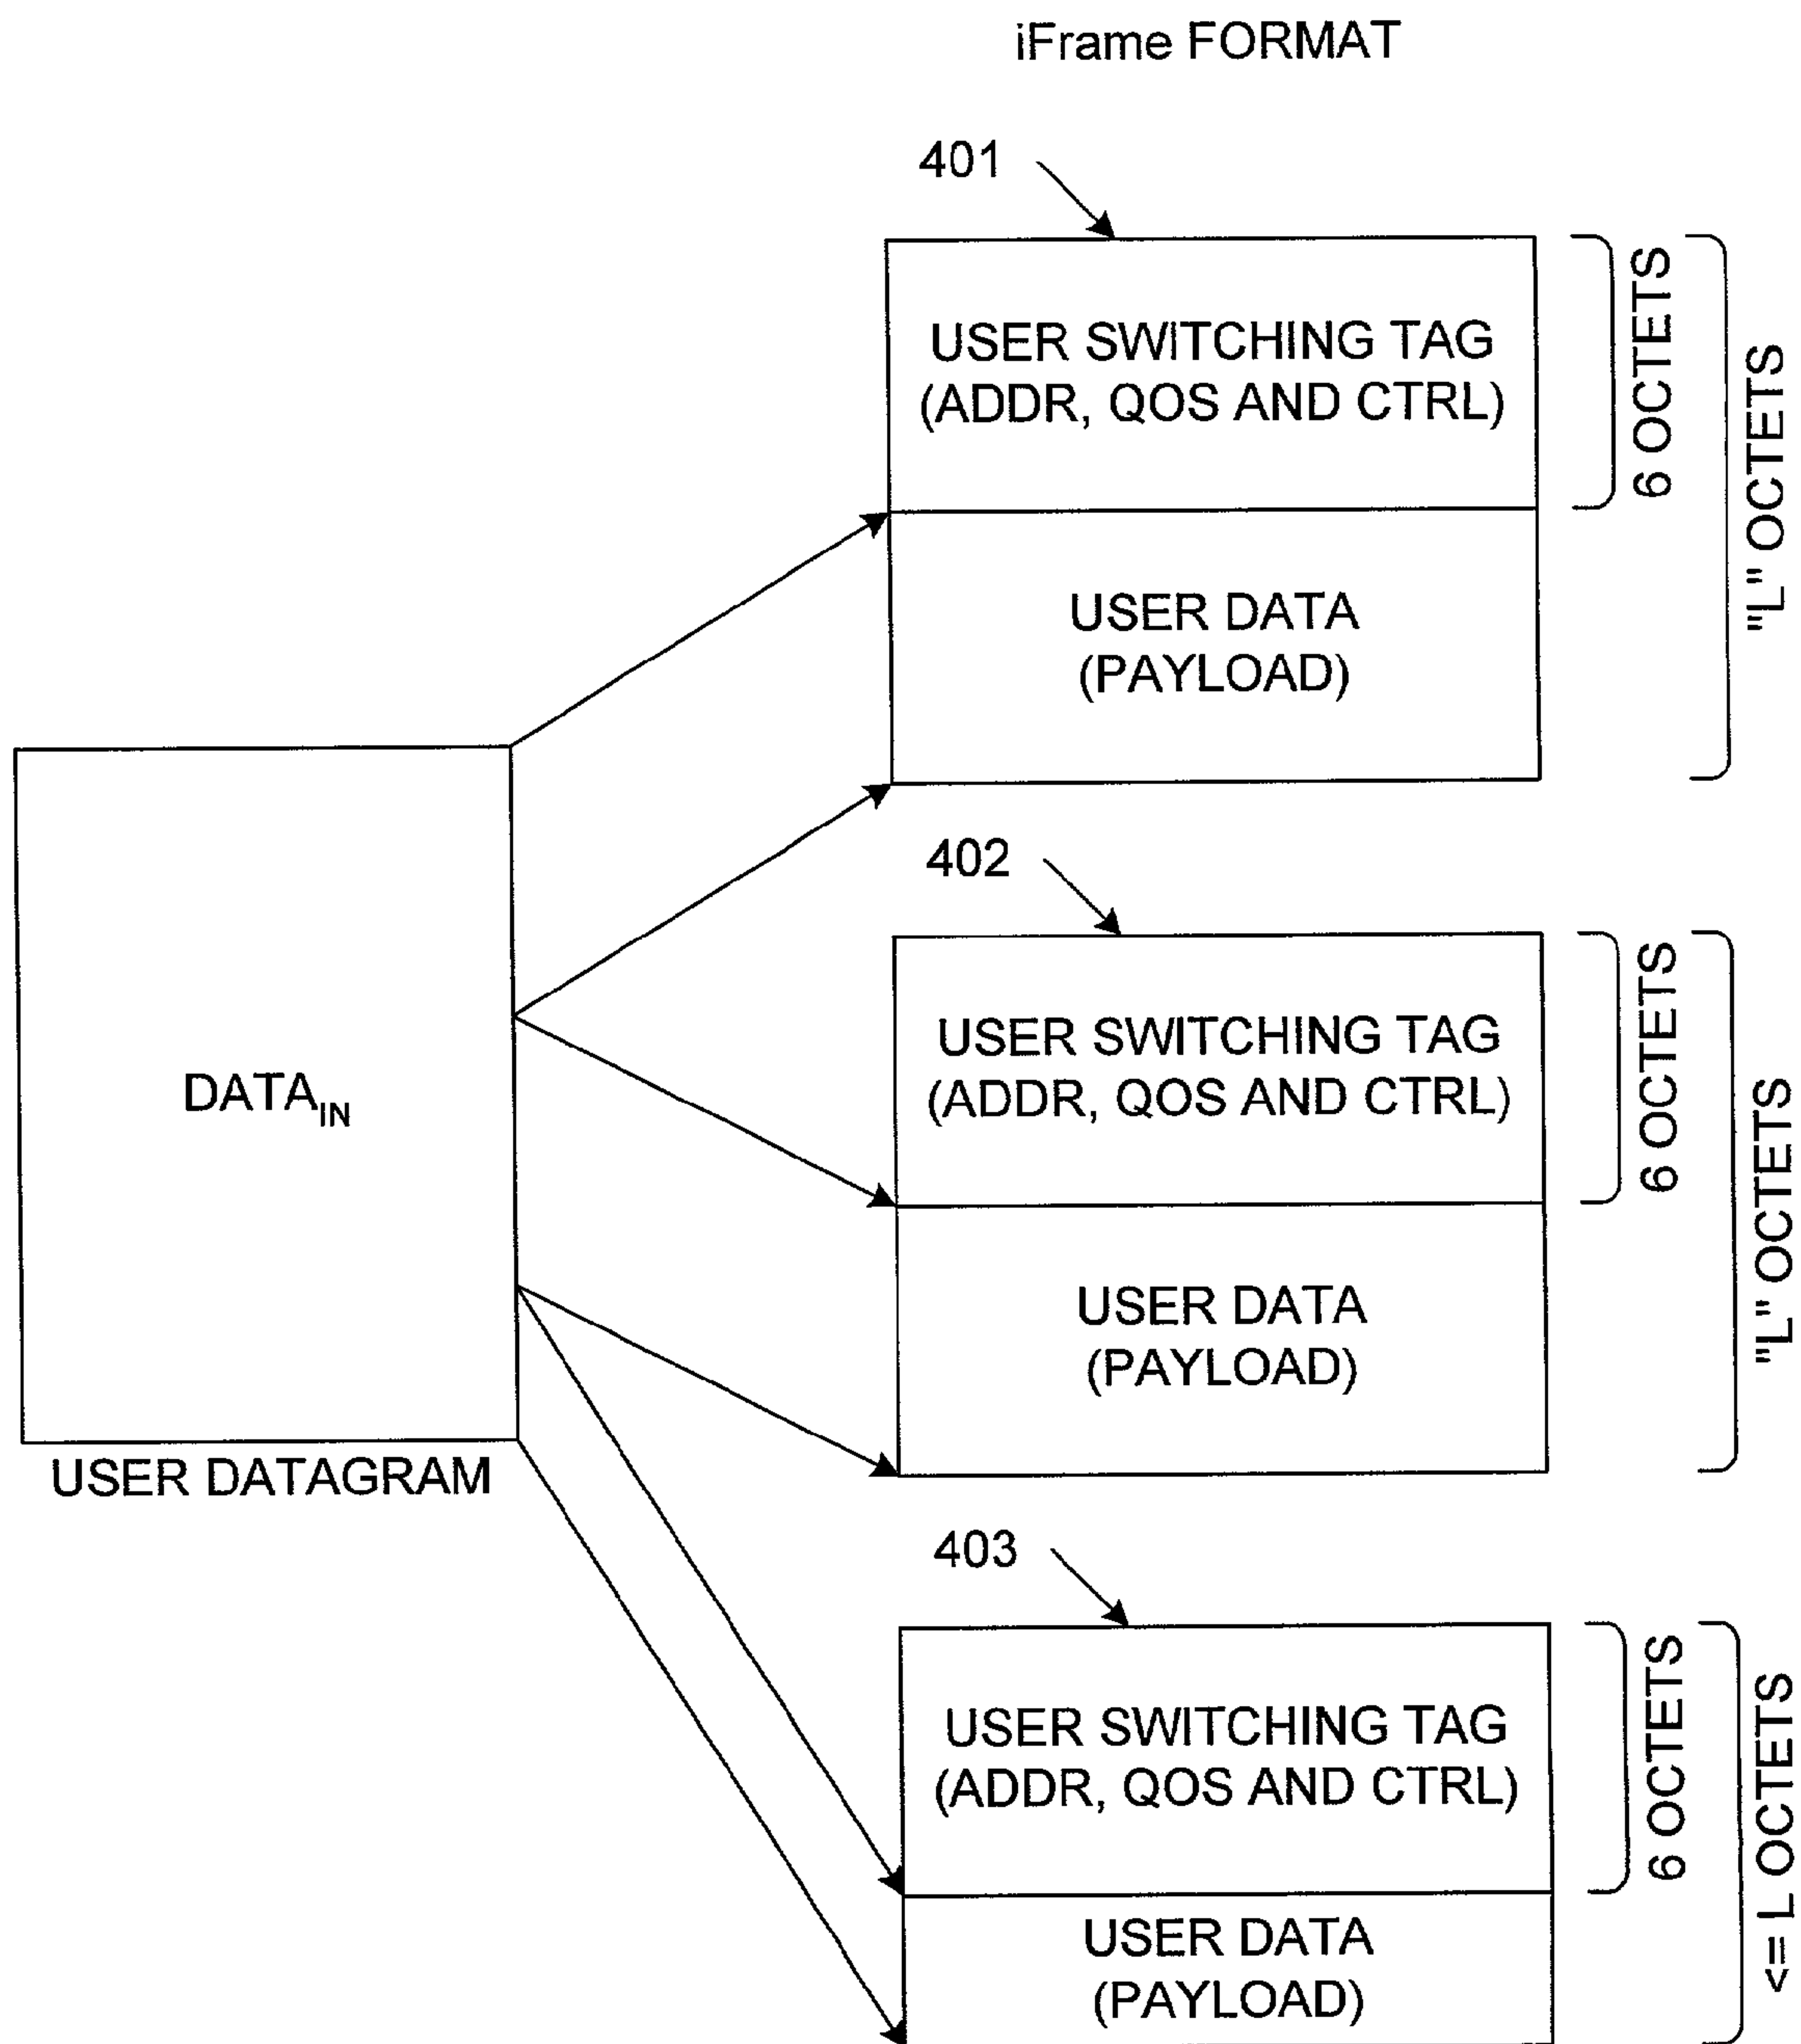 iFrame FORMAT
401
USER SWITCHING TAG
(ADDR, QOS AND CTRL)
6 OCTETS
"L" OCTETS
USER DATA
(PAYLOAD)
402
USER SWITCHING TAG
(ADDR, QOS AND CTRL)
6 OCTETS
"L" OCTETS
DATAIN
USER DATA
(PAYLOAD)
USER DATAGRAM
403
USER SWITCHING TAG
(ADDR, QOS AND CTRL)
6 OCTETS
<= L OCTETS
USER DATA
(PAYLOAD)